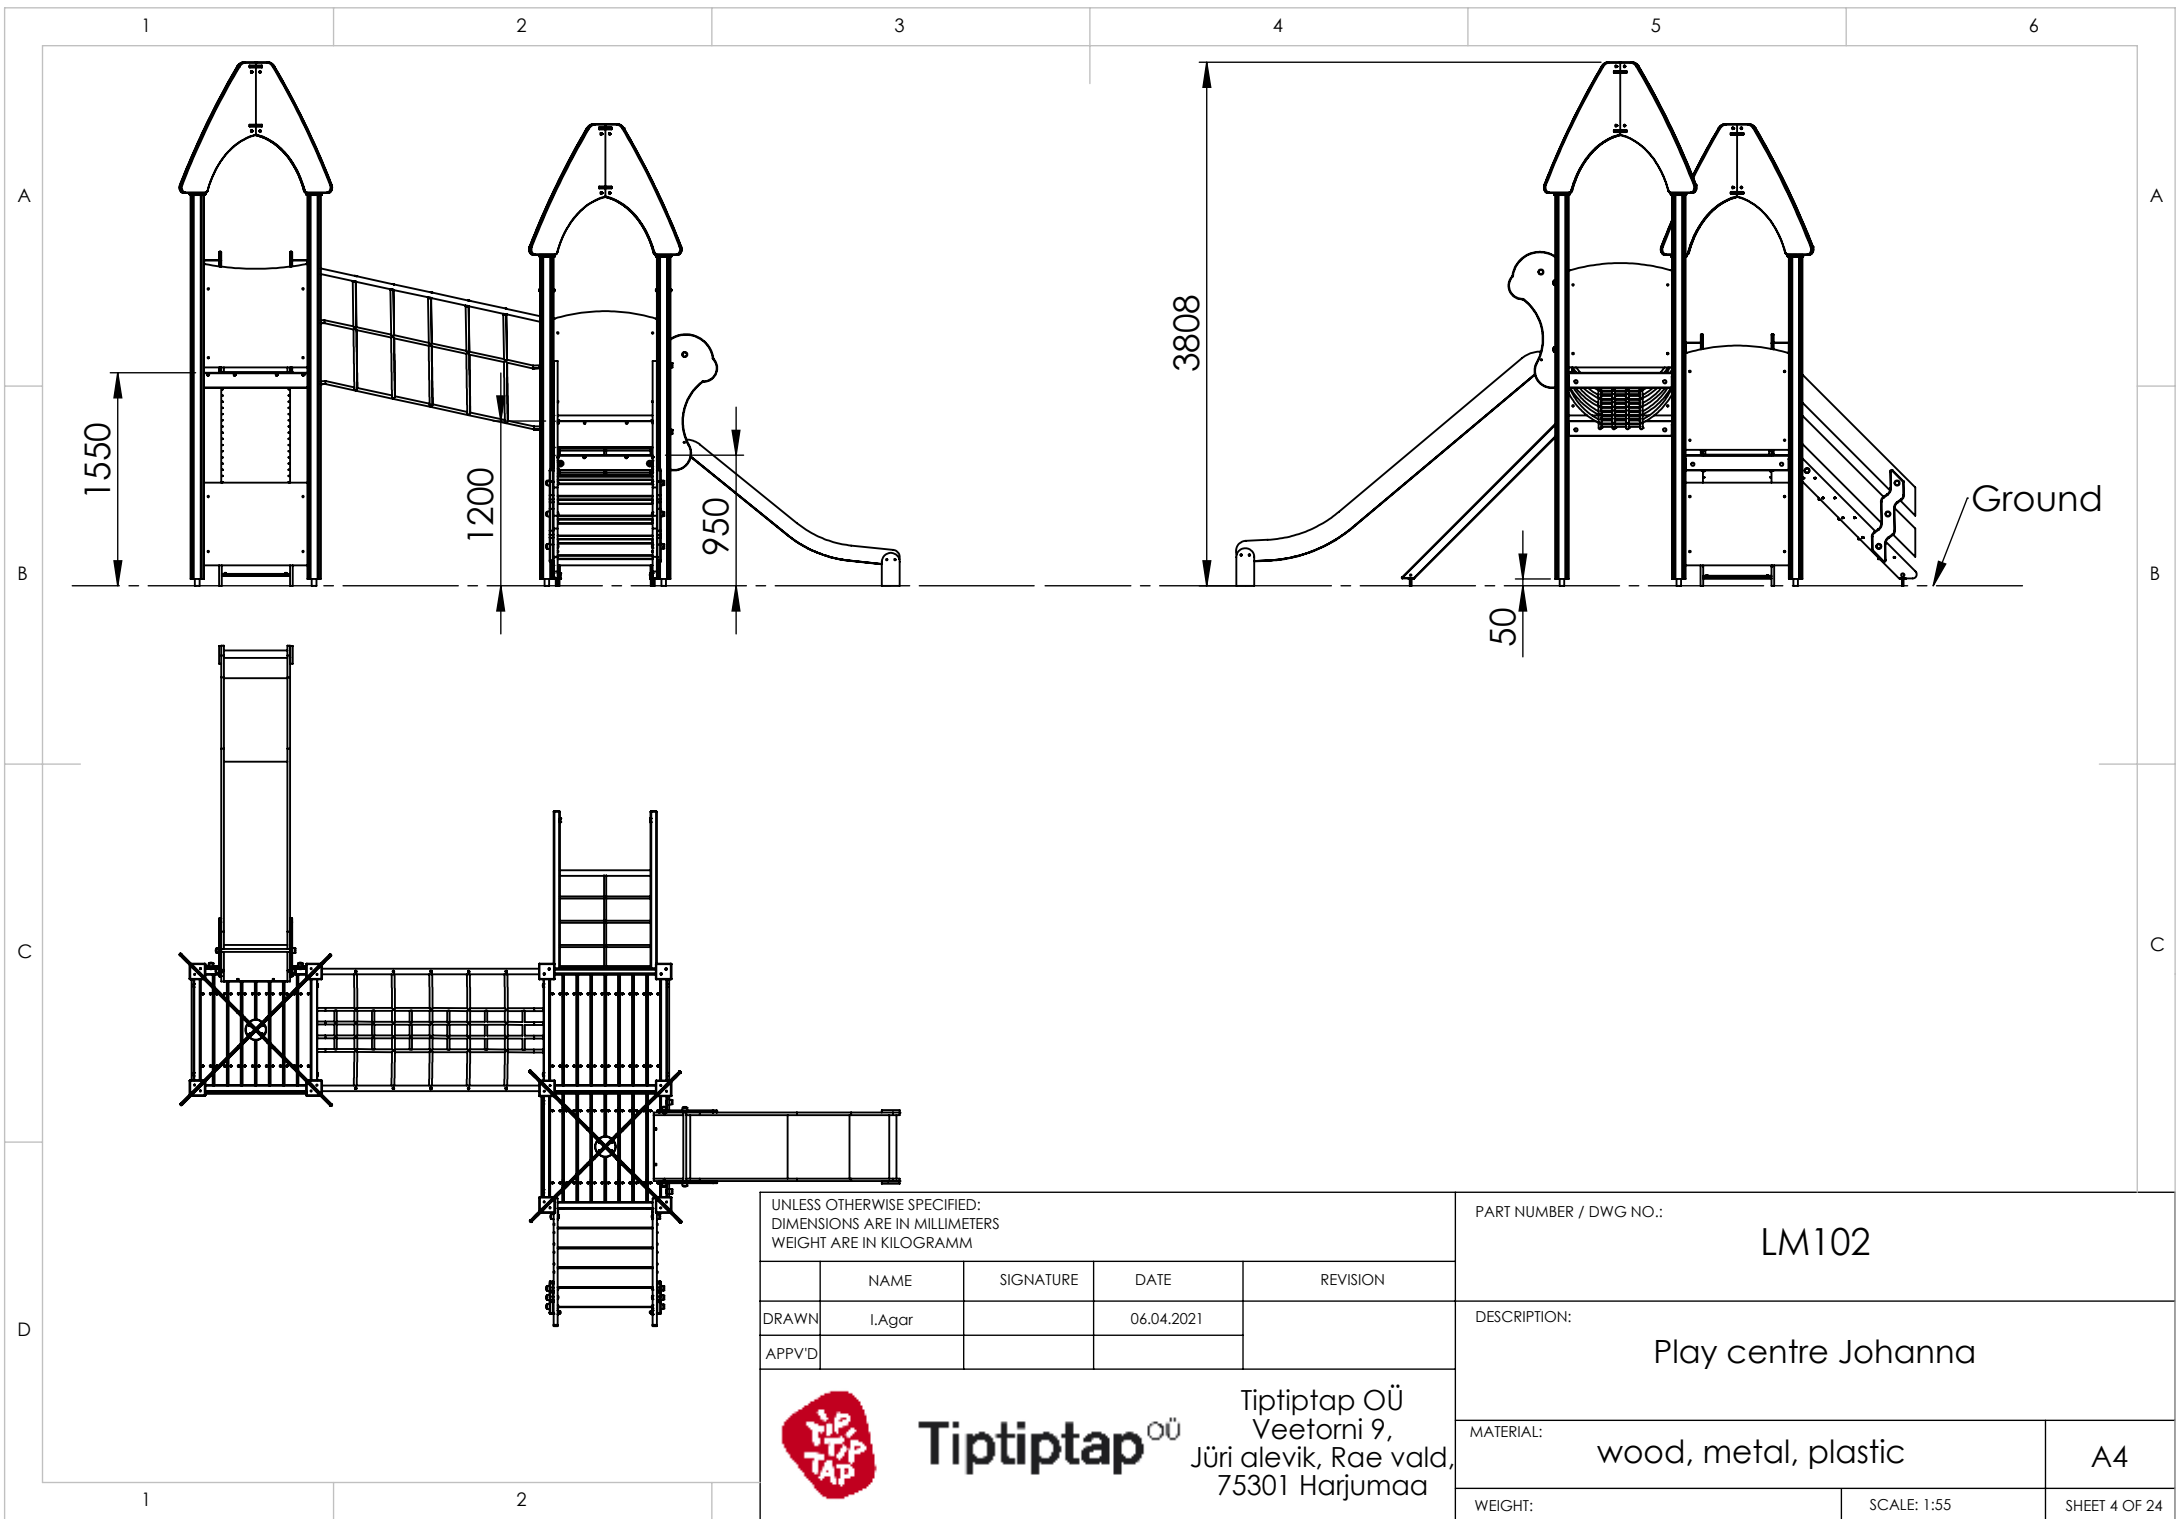 1 2 3 4 5 6
A A
3808
1550
1200
950
Ground
B B
50
C C
D
UNLESS OTHERWISE SPECIFIED:
DIMENSIONS ARE IN MILLIMETERS
WEIGHT ARE IN KILOGRAMM
NAME SIGNATURE DATE REVISION
DRAWN I.Agar 06.04.2021
APPV'D
PART NUMBER / DWG NO.:
LM102
DESCRIPTION:
Play centre Johanna
TIP TIP TAP
Tiptiptap OÜ
Tiptiptap OÜ
Veetorni 9,
Jüri alevik, Rae vald,
75301 Harjumaa
MATERIAL:
wood, metal, plastic
A4
WEIGHT: SCALE: 1:55 SHEET 4 OF 24
1 2